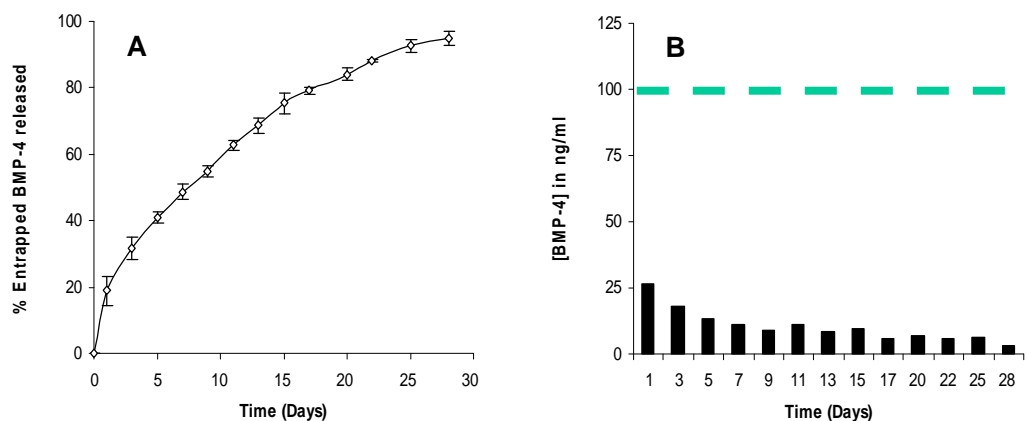 A
% Entrapped BMP-4 released
100
80
60
40
20
0
0 5 10 15 20 25 30
Time (Days)
B
[BMP-4] in ng/ml
125
100
75
50
25
0
1 3 5 7 9 11 13 15 17 20 22 25 28
Time (Days)